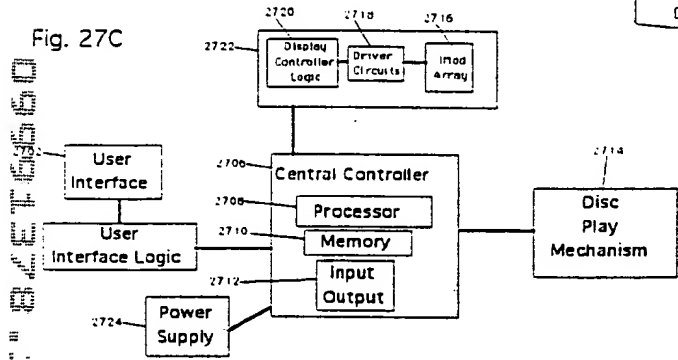 Fig. 27C
2720
2718
2716
2722
Display
Controller
Logic
Driver
Circuits
IMod
Array
User
Interface
2706
Central Controller
2714
2708
Processor
Disc
Play
Mechanism
User
Interface Logic
2710
Memory
2712
Input
Output
2724
Power
Supply